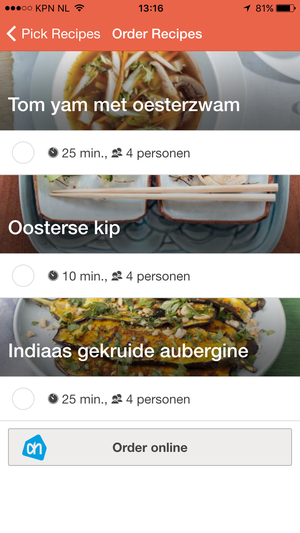 KPN NL 13:16 81%
Pick Recipes Order Recipes
Tom yam met oesterzwam
25 min., 4 personen
Oosterse kip
10 min., 4 personen
Indiaas gekruide aubergine
25 min., 4 personen
ah Order online